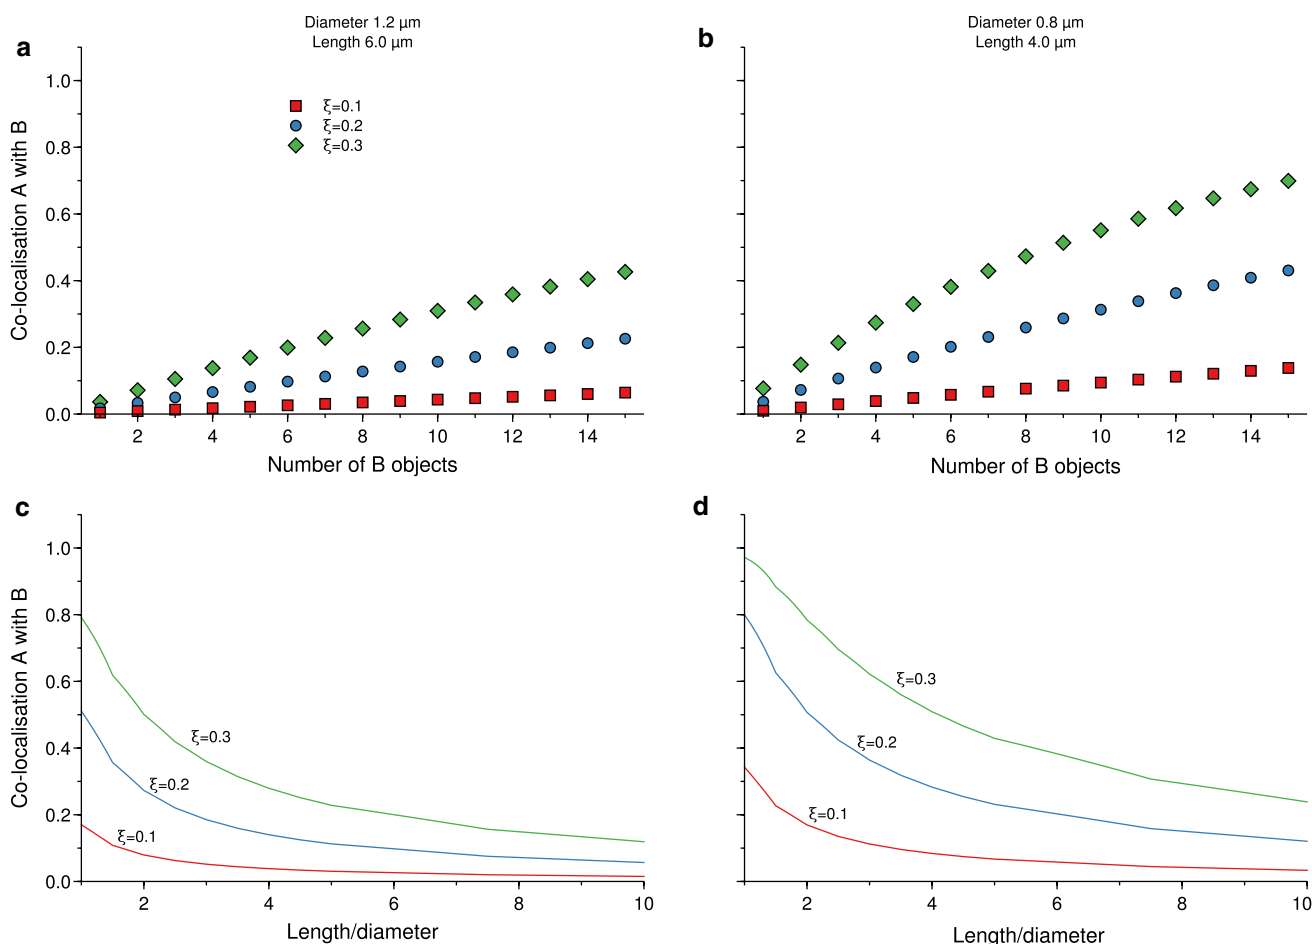 Diameter 1.2 µm
Length 6.0 µm
a
1.0
0.8
0.6
0.4
0.2
0.0
Co-localisation A with B
ξ=0.1
ξ=0.2
ξ=0.3
2 4 6 8 10 12 14
Number of B objects
Diameter 0.8 µm
Length 4.0 µm
b
2 4 6 8 10 12 14
Number of B objects
c
1.0
0.8
0.6
0.4
0.2
0.0
Co-localisation A with B
ξ=0.3
ξ=0.2
ξ=0.1
2 4 6 8 10
Length/diameter
d
ξ=0.3
ξ=0.2
ξ=0.1
2 4 6 8 10
Length/diameter